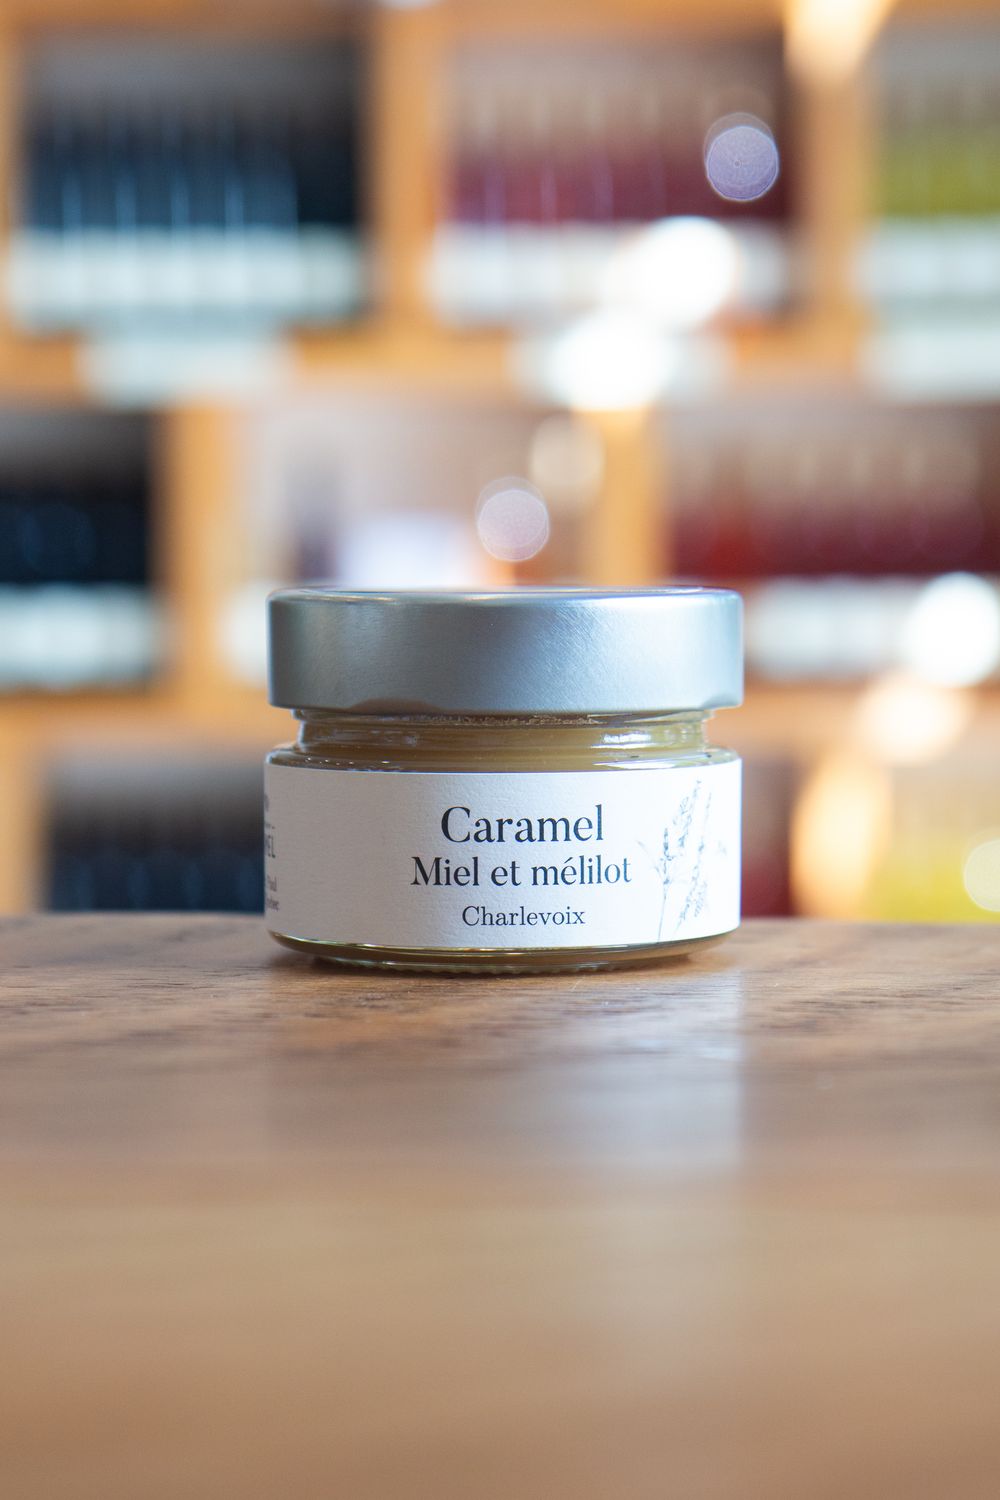 Caramel
Miel et mélilot
Charlevoix